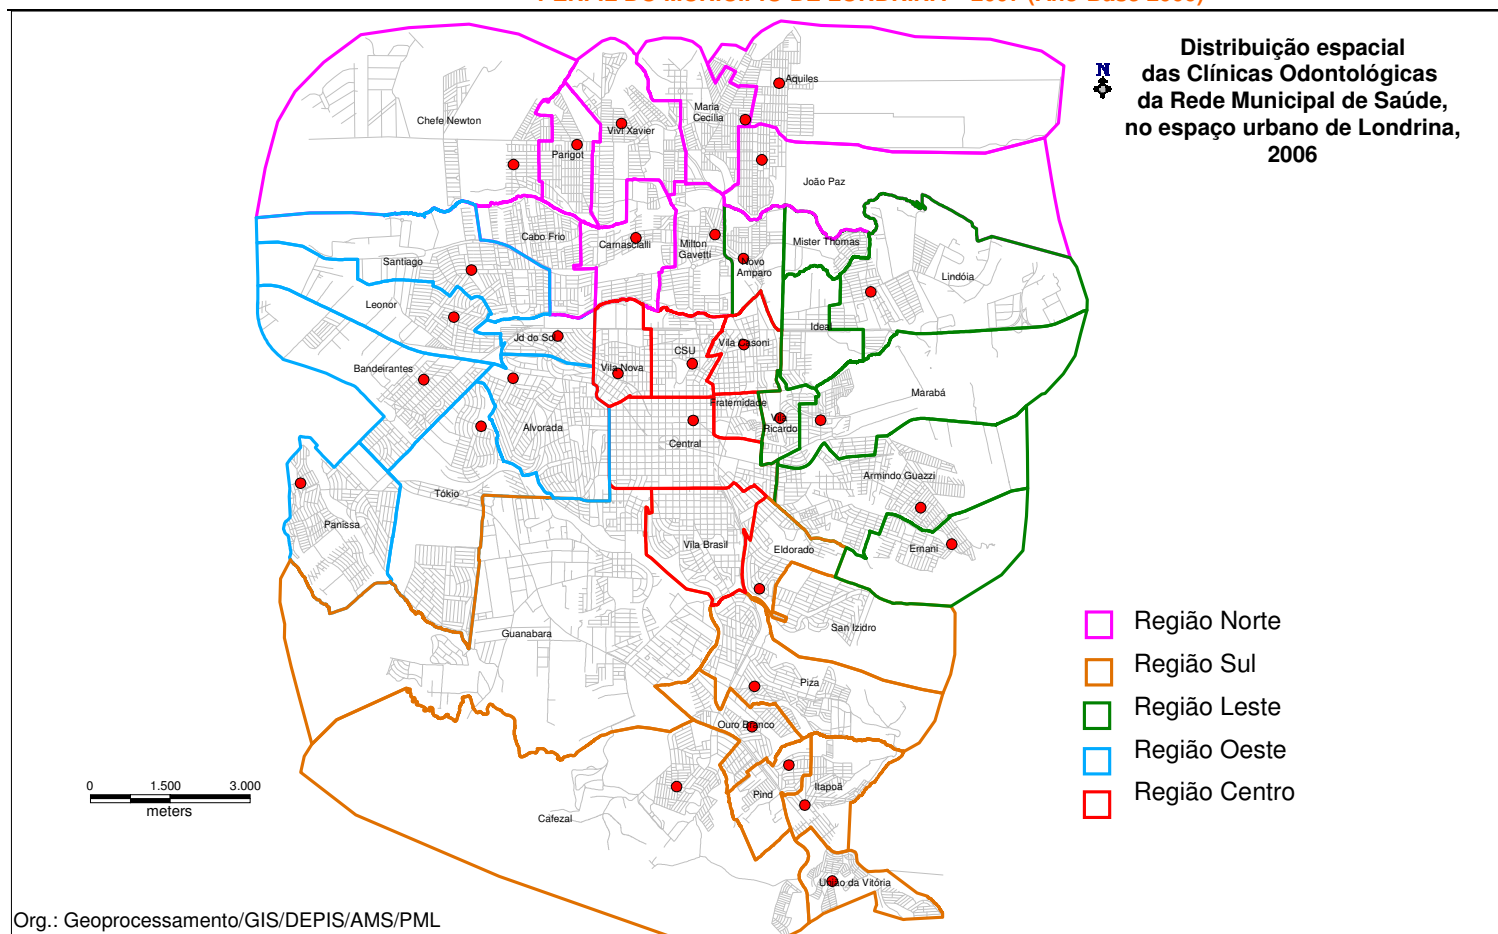 Distribuição espacial
das Clínicas Odontológicas
da Rede Municipal de Saúde,
no espaço urbano de Londrina,
2006
N
Aquiles
Maria
Cecília
Chefe Newton
Vivi Xavier
Parigot
João Paz
Cabo Frio
Carnascialli
Milton
Gavetti
Mister Thomas
Novo
Amparo
Lindóia
Santiago
Leonor
Ideal
Jd do Sol
CSU
Vila Casoni
Vila Nova
Bandeirantes
Marabá
Fraternidade
Vila
Ricardo
Alvorada
Central
Armindo Guazzi
Tókio
Panissa
Vila Brasil
Eldorado
Ernani
San Izidro
Guanabara
Piza
Ouro Branco
Pind
Itapoã
Cafezal
União da Vitória
Região Norte
Região Sul
Região Leste
Região Oeste
Região Centro
0 1.500 3.000
meters
Org.: Geoprocessamento/GIS/DEPIS/AMS/PML